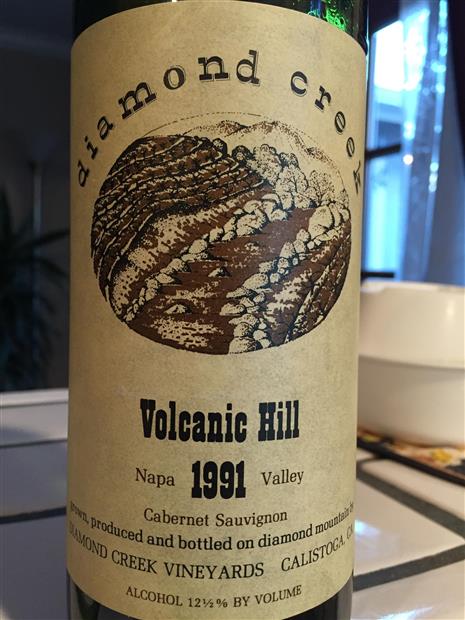 diamond creek
Volcanic Hill
Napa 1991 Valley
Cabernet Sauvignon
grown, produced and bottled on diamond mountain by
DIAMOND CREEK VINEYARDS CALISTOGA, CA
ALCOHOL 12½% BY VOLUME